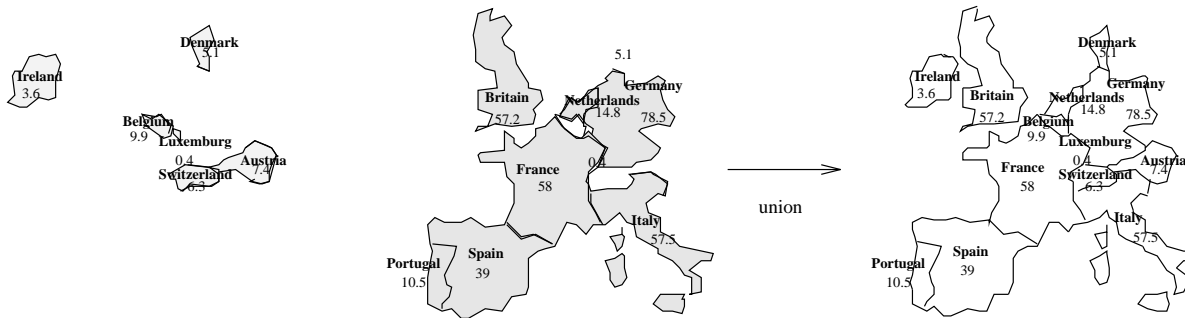 Denmark
5.1
Ireland
3.6
Belgium
9.9
Luxemburg
0.4
Switzerland
6.3
Austria
7.4
5.1
Britain
57.2
Netherlands
14.8
Germany
78.5
0.4
France
58
Italy
57.5
Spain
39
Portugal
10.5
union
Denmark
5.1
Ireland
3.6
Britain
57.2
Netherlands
14.8
Germany
78.5
Belgium
9.9
Luxemburg
0.4
France
58
Switzerland
6.3
Austria
7.4
Italy
57.5
Spain
39
Portugal
10.5